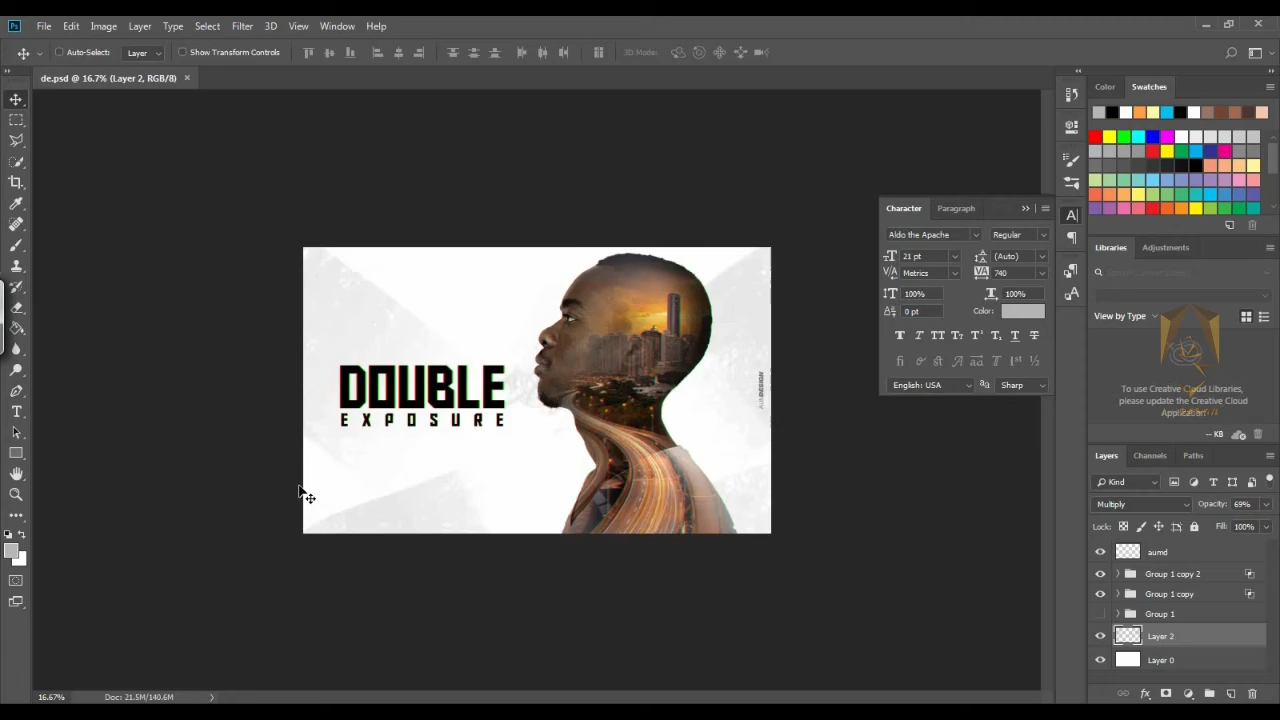 Ps File Edit Image Layer Type Select Filter 3D View Window Help
Auto-Select: Layer Show Transform Controls 3D Mode:
de.psd @ 16.7% (Layer 2, RGB/8) ×
Color Swatches
Character Paragraph
Aldo the Apache Regular
21 pt (Auto)
Metrics 740
100% 100%
0 pt Color:
English: USA Sharp
Libraries Adjustments
View by Type
To use Creative Cloud Libraries,
please update the Creative Cloud
Application
-- KB
DOUBLE
EXPOSURE
DESIGN
Layers Channels Paths
Kind
Multiply Opacity: 69%
Lock: Fill: 100%
aumd
Group 1 copy 2
Group 1 copy
Group 1
Layer 2
Layer 0
16.67% Doc: 21.5M/140.6M